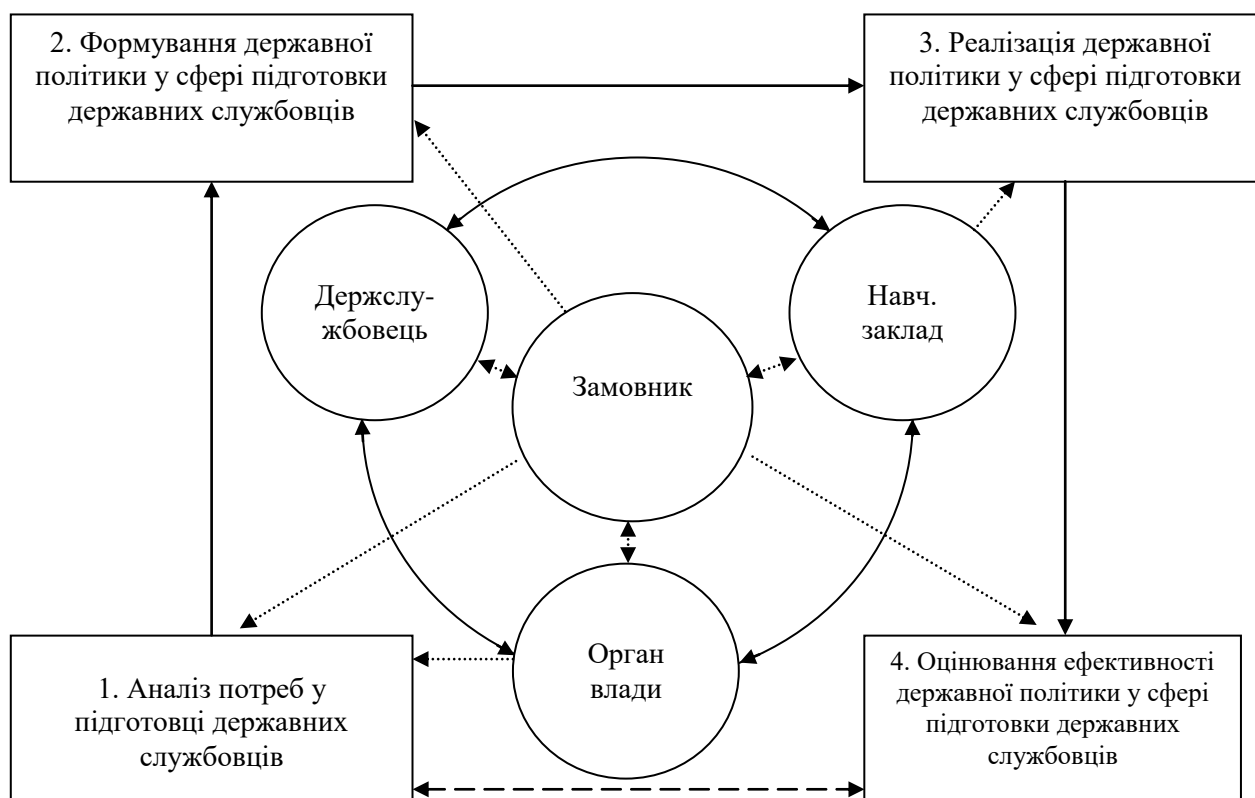 2. Формування державної
політики у сфері підготовки
державних службовців
3. Реалізація державної
політики у сфері підготовки
державних службовців
Держслу-
жбовець
Навч.
заклад
Замовник
Орган
влади
1. Аналіз потреб у
підготовці державних
службовців
4. Оцінювання ефективності
державної політики у сфері
підготовки державних
службовців